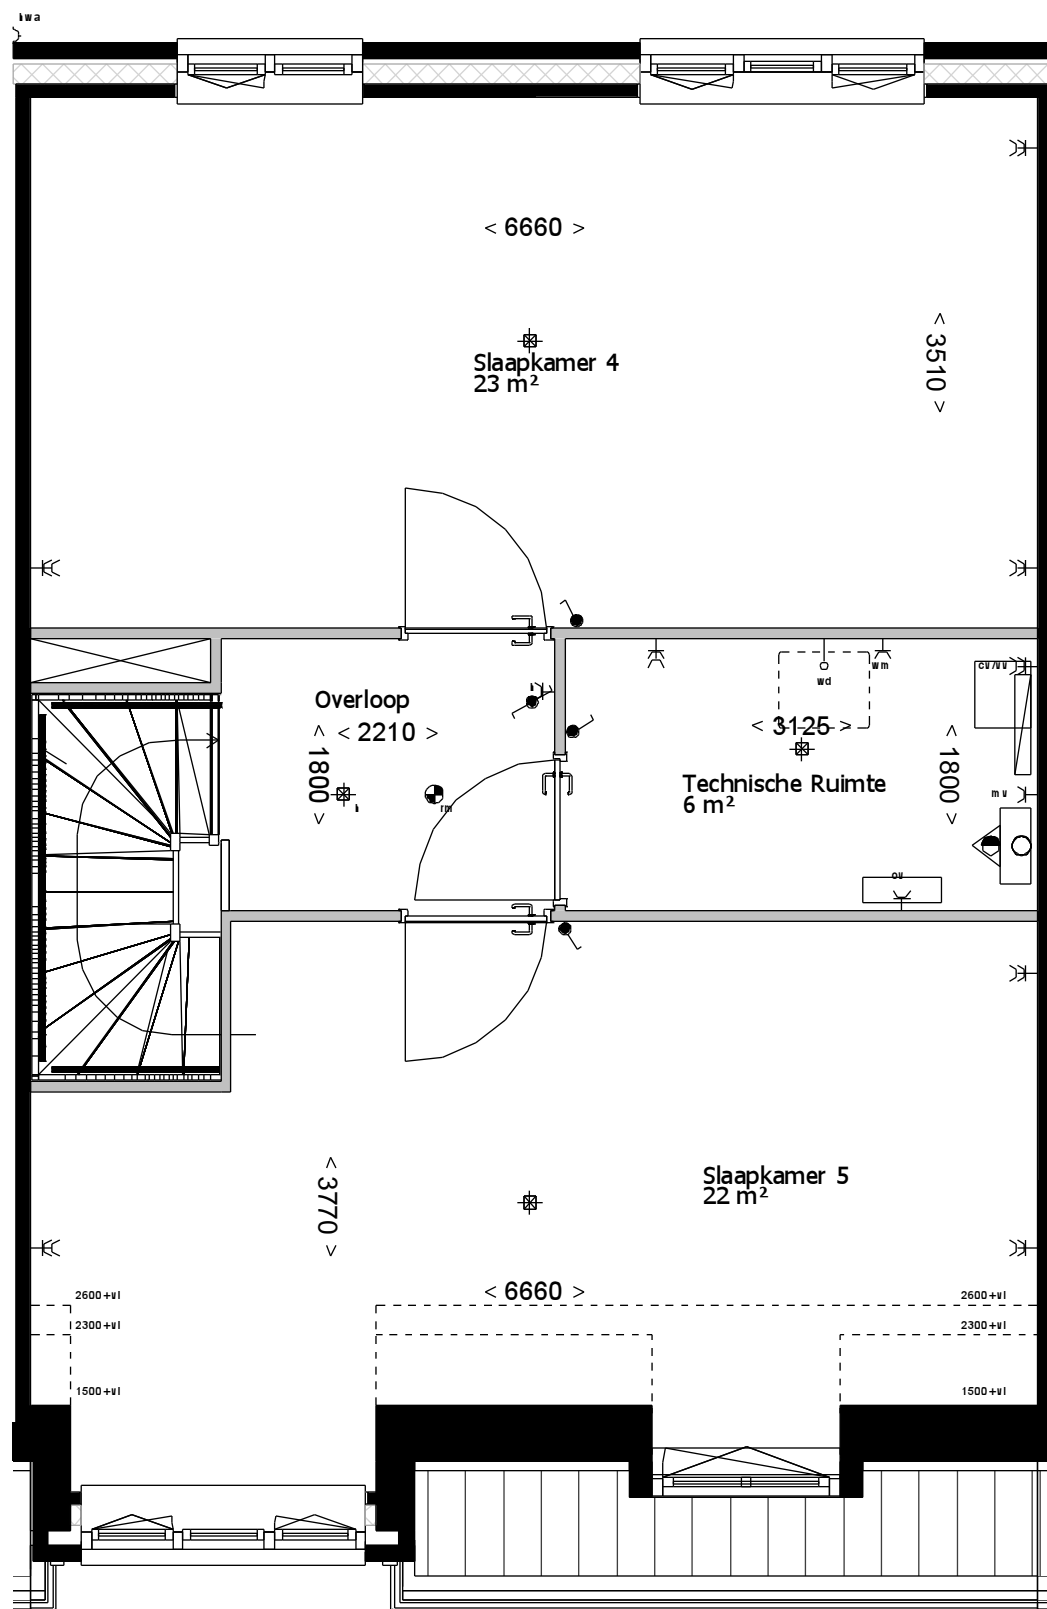 hwa
< 6660 >
< 3510 >
Slaapkamer 4
23 m²
wm
cv/vv
wd
Overloop
< 2210 >
< 1800 >
rm
< 3125 >
Technische Ruimte
6 m²
< 1800 >
mv
ov
Slaapkamer 5
22 m²
< 3770 >
< 6660 >
2600+vl
2600+vl
2300+vl
2300+vl
1500+vl
1500+vl